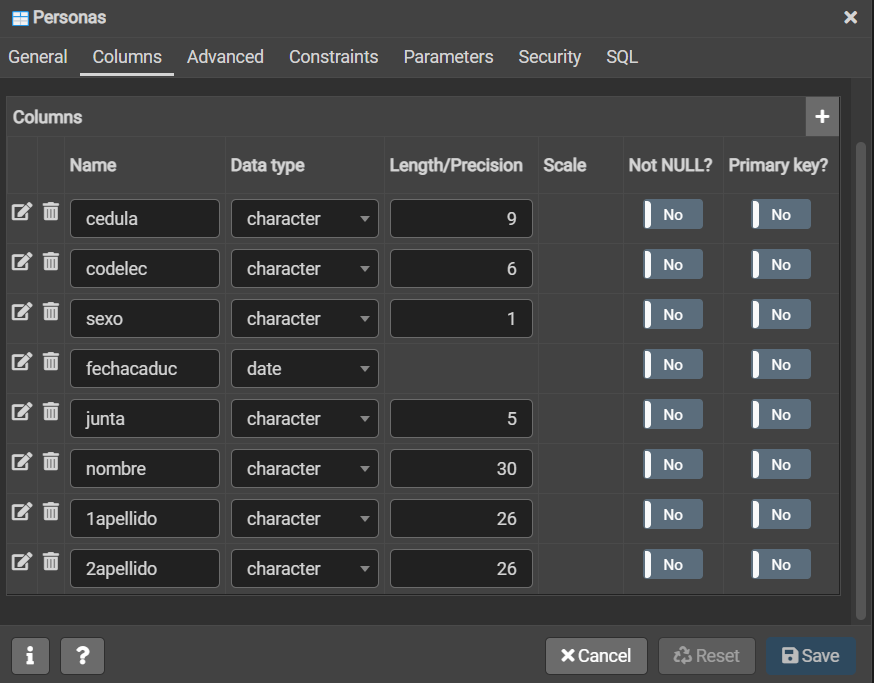 Personas
General Columns Advanced Constraints Parameters Security SQL
Columns
Name Data type Length/Precision Scale Not NULL? Primary key?
cedula character 9 No No
codelec character 6 No No
sexo character 1 No No
fechacaduc date No No
junta character 5 No No
nombre character 30 No No
1apellido character 26 No No
2apellido character 26 No No
i ? Cancel Reset Save